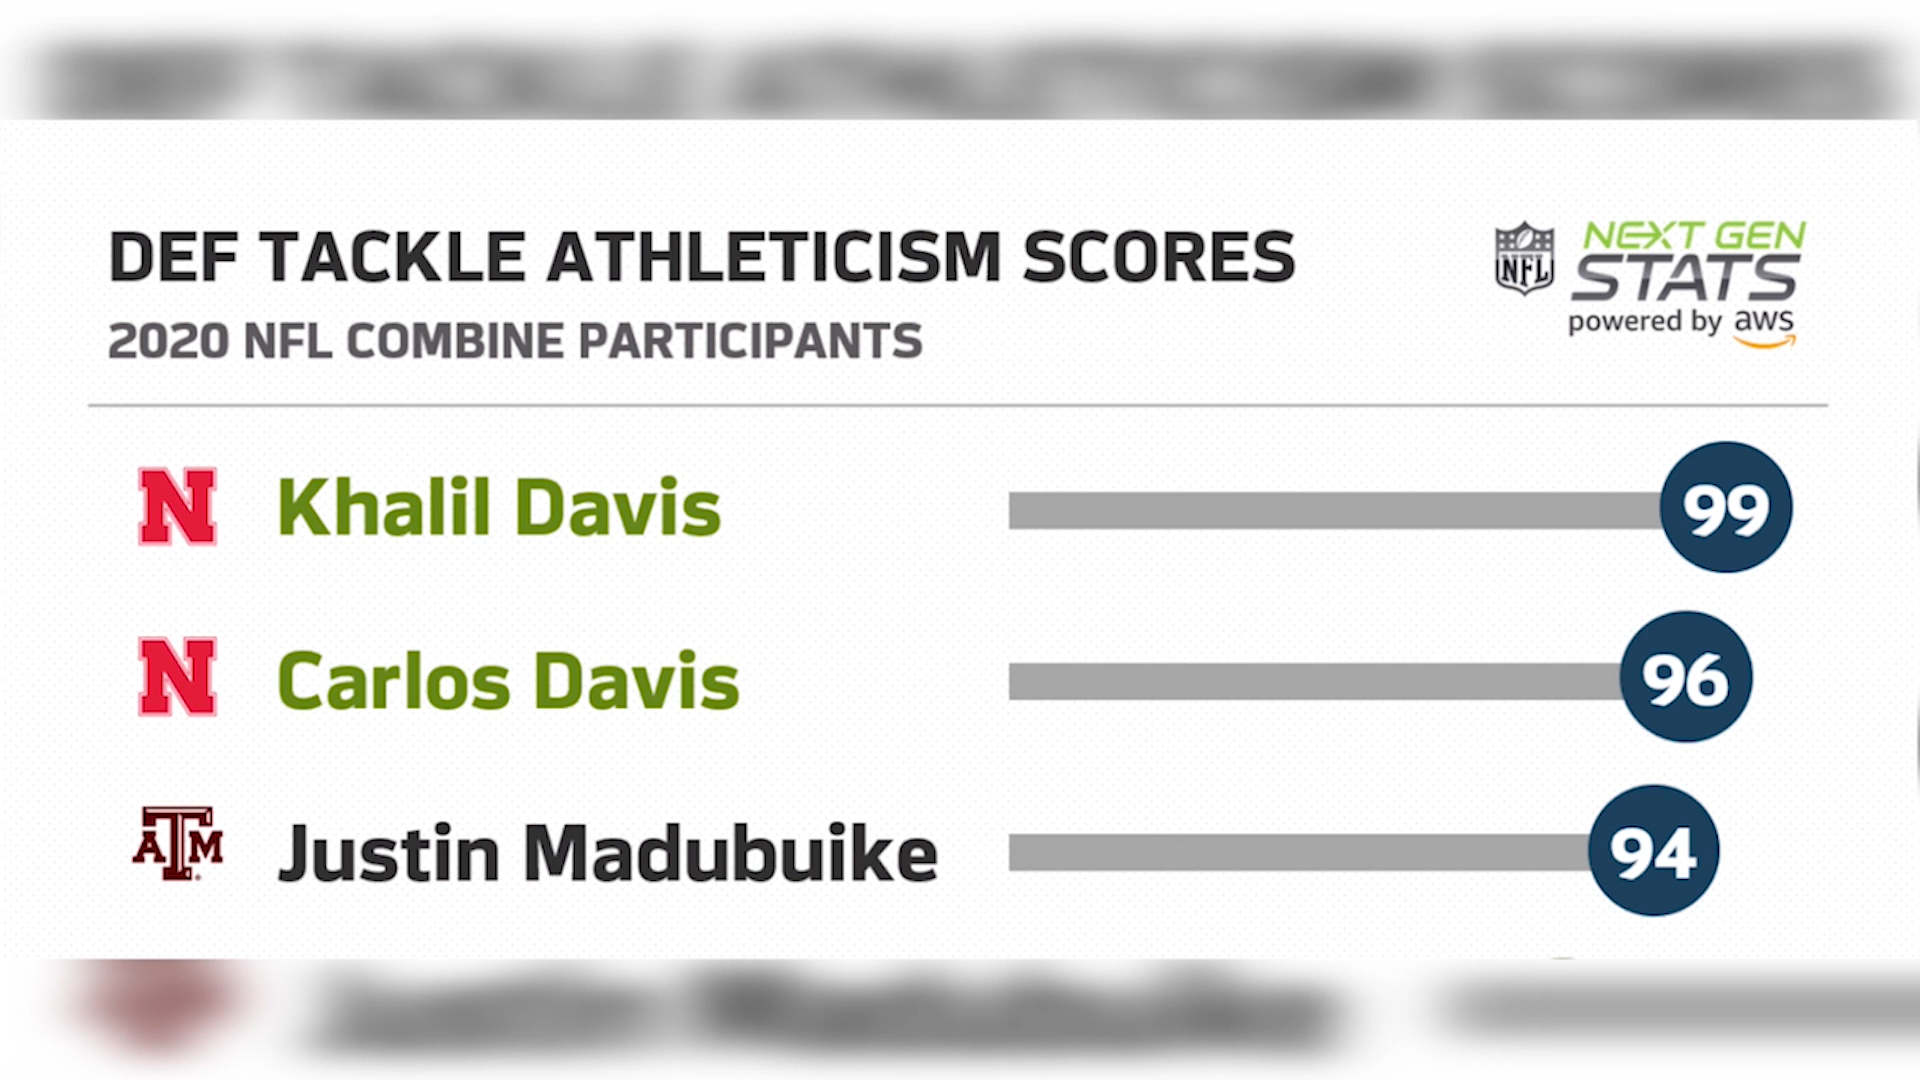 DEF TACKLE ATHLETICISM SCORES
2020 NFL COMBINE PARTICIPANTS
NFL
NEXT GEN
STATS
powered by aws
N Khalil Davis 99
N Carlos Davis 96
ATM Justin Madubuike 94